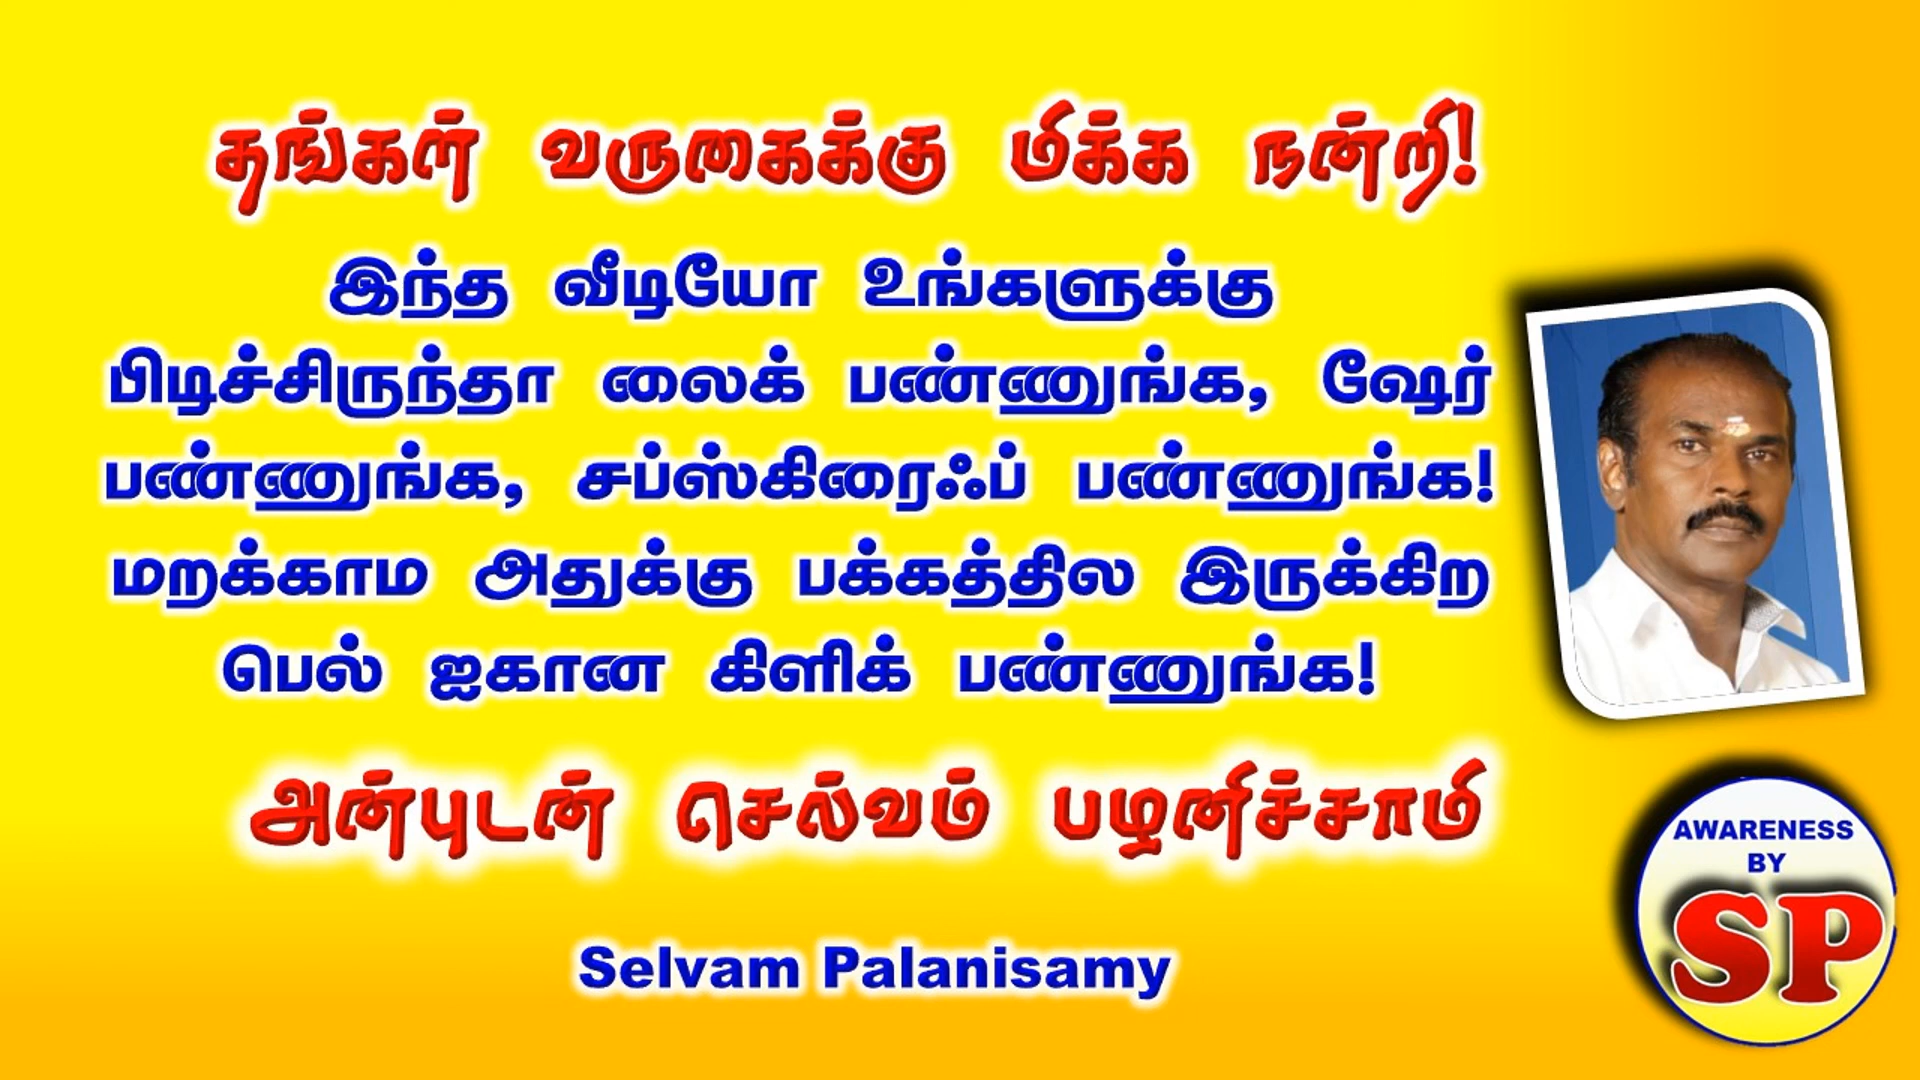 தங்கள் வருகைக்கு மிக்க நன்றி!
இந்த வீடியோ உங்களுக்கு
பிடிச்சிருந்தா லைக் பண்ணுங்க, ஷேர்
பண்ணுங்க, சப்ஸ்கிரைஃப் பண்ணுங்க!
மறக்காம அதுக்கு பக்கத்தில இருக்கிற
பெல் ஐகான கிளிக் பண்ணுங்க!
அன்புடன் செல்வம் பழனிச்சாமி
Selvam Palanisamy
AWARENESS
BY
SP